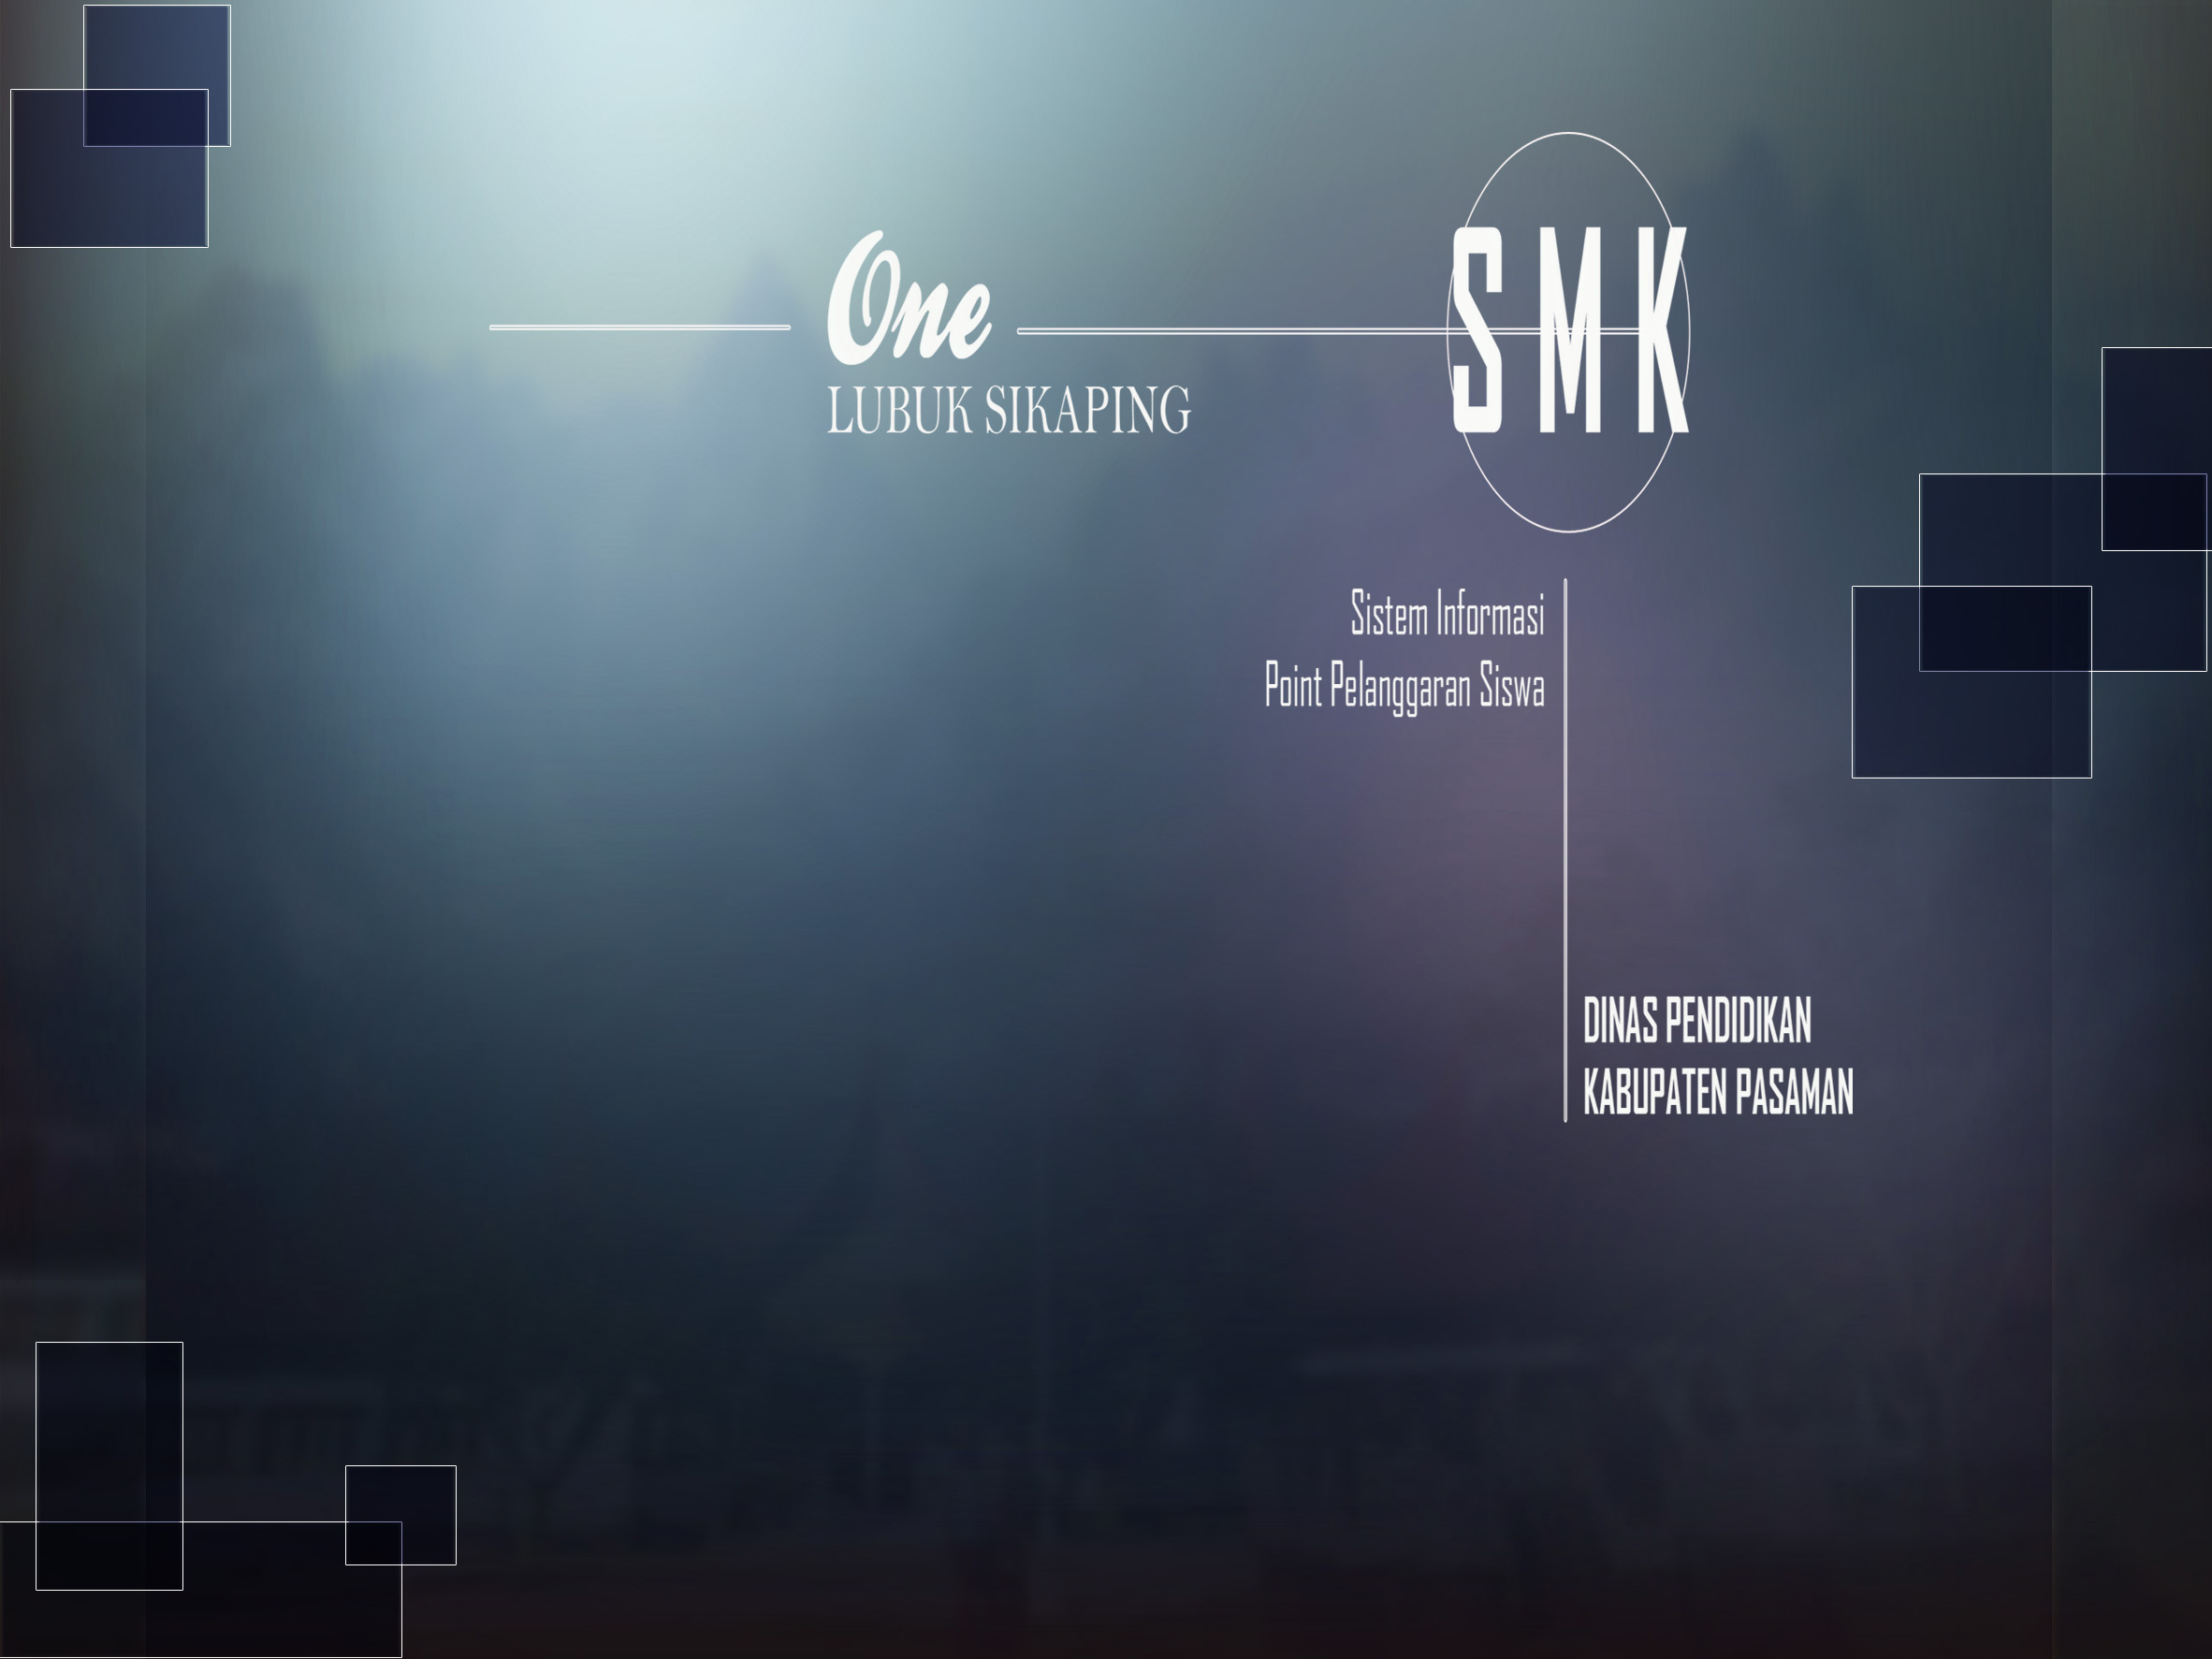 One
LUBUK SIKAPING
SMK
Sistem Informasi
Point Pelanggaran Siswa
DINAS PENDIDIKAN
KABUPATEN PASAMAN